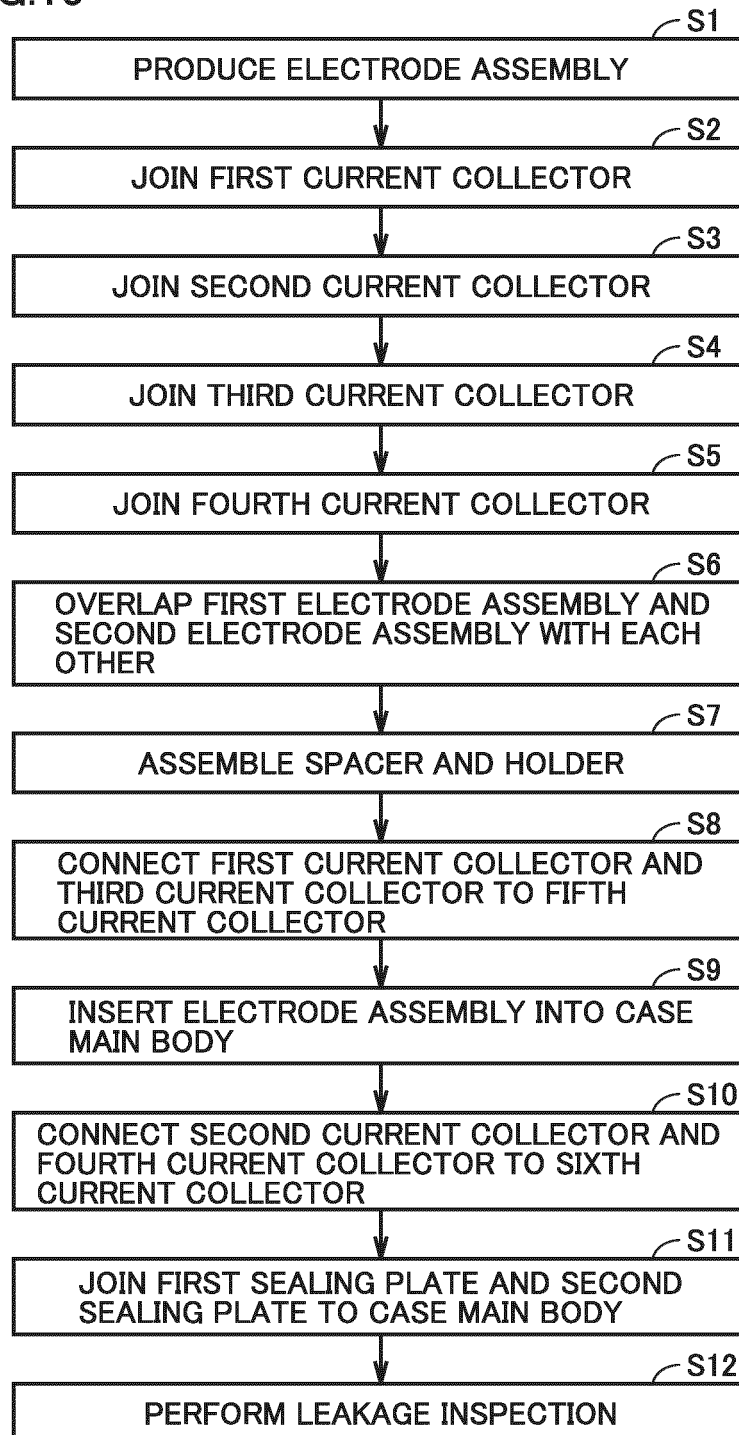 S1
PRODUCE ELECTRODE ASSEMBLY
S2
JOIN FIRST CURRENT COLLECTOR
S3
JOIN SECOND CURRENT COLLECTOR
S4
JOIN THIRD CURRENT COLLECTOR
S5
JOIN FOURTH CURRENT COLLECTOR
S6
OVERLAP FIRST ELECTRODE ASSEMBLY AND
SECOND ELECTRODE ASSEMBLY WITH EACH
OTHER
S7
ASSEMBLE SPACER AND HOLDER
S8
CONNECT FIRST CURRENT COLLECTOR AND
THIRD CURRENT COLLECTOR TO FIFTH
CURRENT COLLECTOR
S9
INSERT ELECTRODE ASSEMBLY INTO CASE
MAIN BODY
S10
CONNECT SECOND CURRENT COLLECTOR AND
FOURTH CURRENT COLLECTOR TO SIXTH
CURRENT COLLECTOR
S11
JOIN FIRST SEALING PLATE AND SECOND
SEALING PLATE TO CASE MAIN BODY
S12
PERFORM LEAKAGE INSPECTION